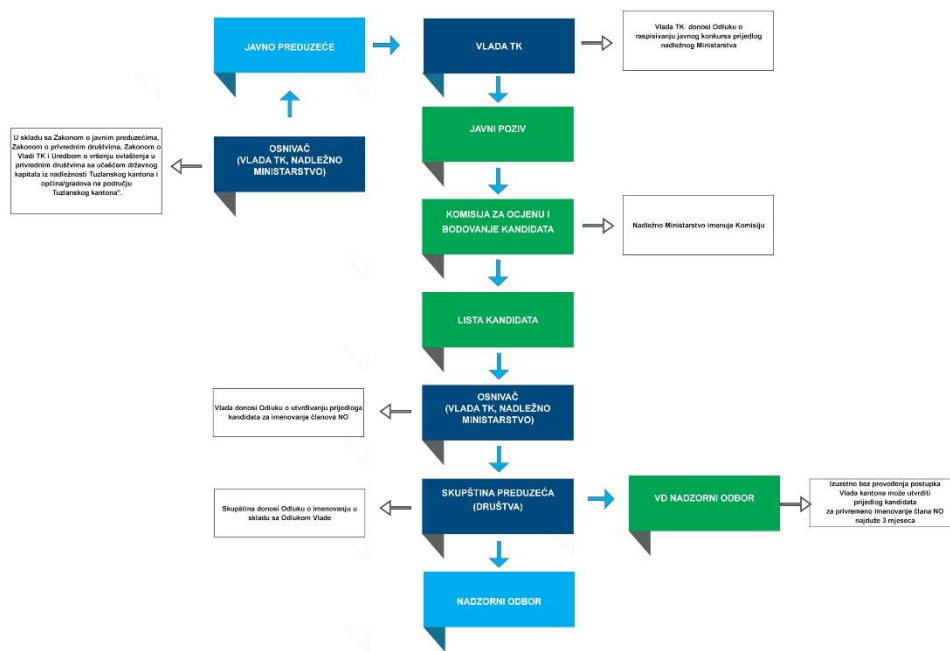 JAVNO PREDUZEĆE
VLADA TK
Vlada TK donosi Odluku o
raspisivanju javnog konkursa prijedlog
nadležnog Ministarstva
U skladu sa Zakonom o javnim preduzećima,
Zakonom o privrednim društvima, Zakonom o
Vladi TK i Uredbom o vršenju ovlaštenja u
privrednim društvima sa učešćem državnog
kapitala iz nadležnosti Tuzlanskog kantona i
općina/gradova na području
Tuzlanskog kantona".
OSNIVAČ
(VLADA TK, NADLEŽNO
MINISTARSTVO)
JAVNI POZIV
KOMISIJA ZA OCJENU I
BODOVANJE KANDIDATA
Nadležno Ministarstvo imenuje Komisiju
LISTA KANDIDATA
Vlada donosi Odluku o utvrđivanju prijedloga
kandidata za imenovanje članova NO
OSNIVAČ
(VLADA TK, NADLEŽNO
MINISTARSTVO)
Skupština donosi Odluku o imenovanju u
skladu sa Odlukom Vlade
SKUPŠTINA PREDUZEĆA
(DRUŠTVA)
VD NADZORNI ODBOR
Izuzetno bez provođenja postupka
Vlada kantona može utvrditi
prijedlog kandidata
za privremeno imenovanje člana NO
najduže 3 mjeseca
NADZORNI ODBOR